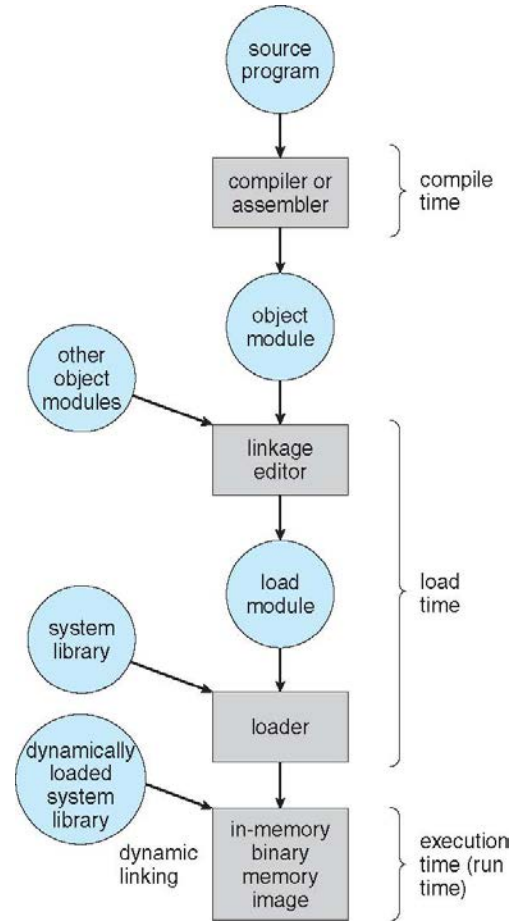 source
program
compiler or
assembler
compile
time
object
module
other
object
modules
linkage
editor
load
module
load
time
system
library
loader
dynamically
loaded
system
library
dynamic
linking
in-memory
binary
memory
image
execution
time (run
time)